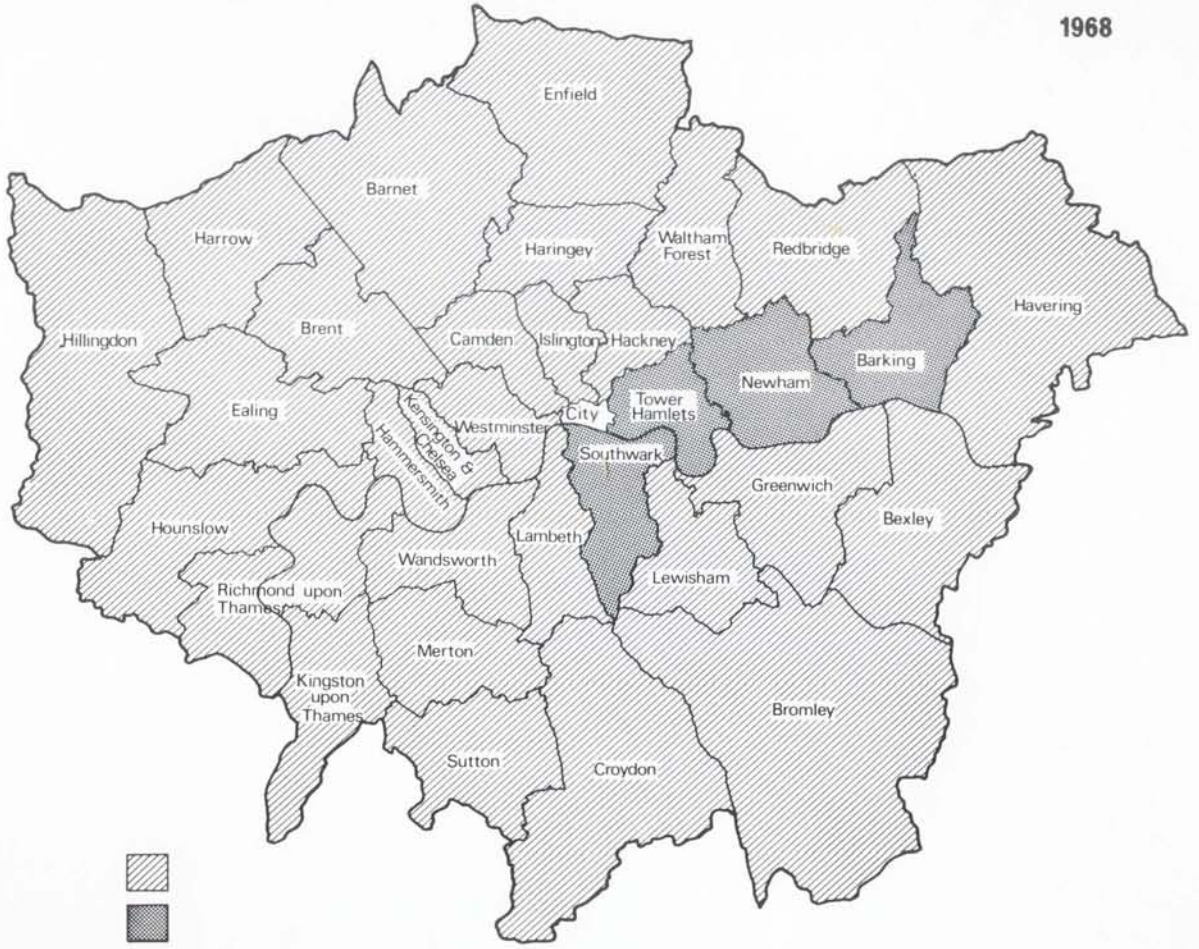 1968
Enfield
Barnet
Harrow
Haringey
Waltham
Forest
Redbridge
Havering
Hillingdon
Brent
Camden
Islington
Hackney
Barking
Newham
Ealing
Kensington &
Chelsea
Hammersmith
Westminster
City
Tower
Hamlets
Southwark
Greenwich
Bexley
Hounslow
Lambeth
Wandsworth
Richmond upon
Thames
Lewisham
Merton
Kingston
upon
Thames
Bromley
Sutton
Croydon